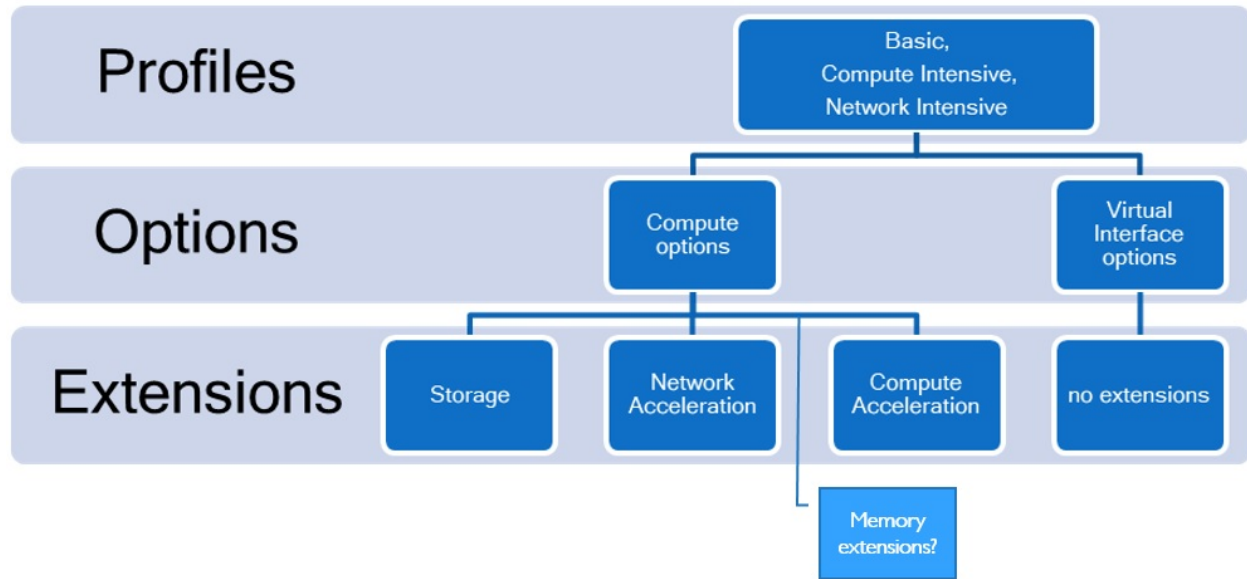 Profiles
Basic,
Compute Intensive,
Network Intensive
Options
Compute
options
Virtual
Interface
options
Extensions
Storage
Network
Acceleration
Compute
Acceleration
no extensions
Memory
extensions?